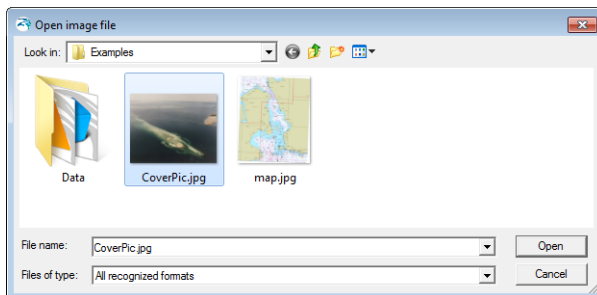 Open image file
Look in: Examples
Data CoverPic.jpg map.jpg
File name: CoverPic.jpg Open
Files of type: All recognized formats Cancel